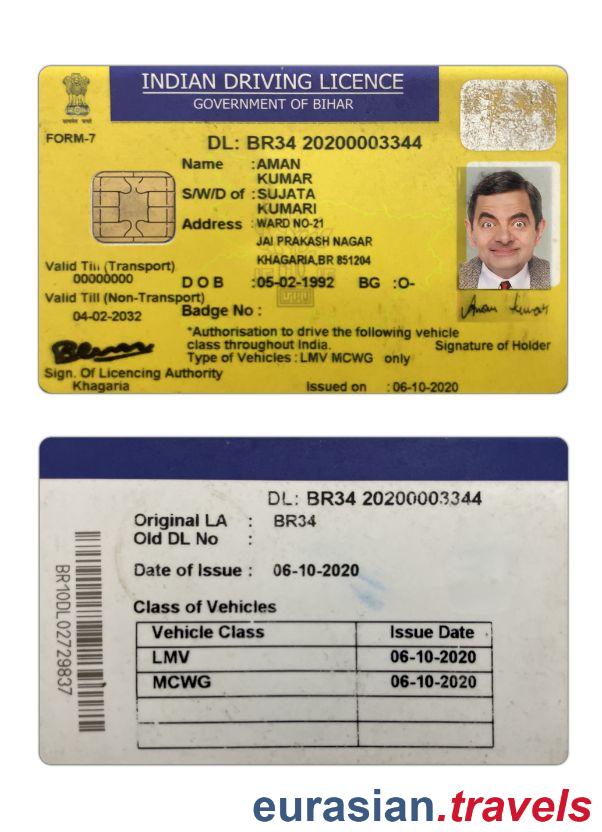 INDIAN DRIVING LICENCE
GOVERNMENT OF BIHAR
सत्यमेव जयते
FORM-7
DL: BR34 20200003344
Name :AMAN
KUMAR
S/W/D of :SUJATA
KUMARI
Address :WARD NO-21
JAI PRAKASH NAGAR
KHAGARIA,BR 851204
Valid Till (Transport)
00000000
D O B :05-02-1992 BG :O-
Valid Till (Non-Transport)
04-02-2032
Badge No :
Aman Kumar
*Authorisation to drive the following vehicle
class throughout India.
Signature of Holder
Type of Vehicles : LMV MCWG only
Sign. Of Licencing Authority
Khagaria
Issued on :06-10-2020
DL: BR34 20200003344
Original LA : BR34
Old DL No :
Date of Issue : 06-10-2020
BR10DL02729837
Class of Vehicles
Vehicle Class Issue Date
LMV 06-10-2020
MCWG 06-10-2020
eurasian.travels